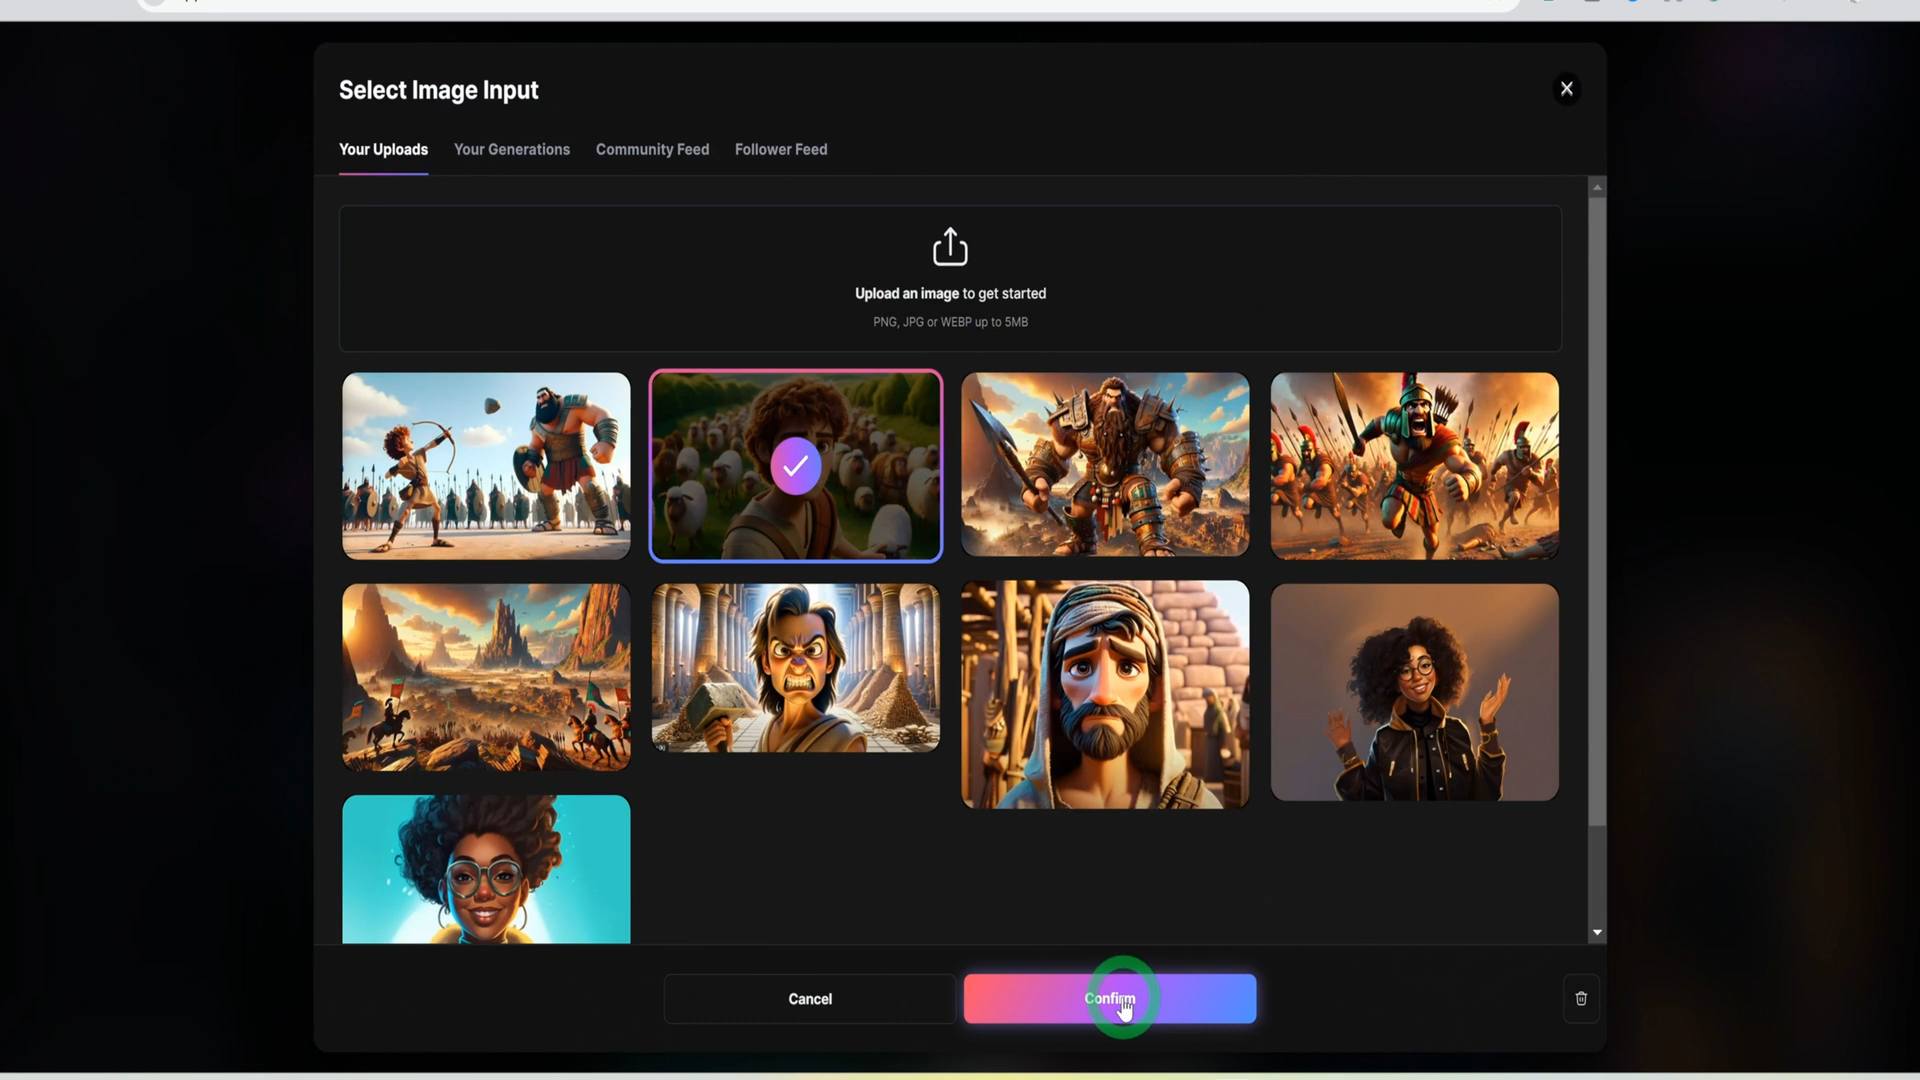 Select Image Input
Your Uploads
Your Generations
Community Feed
Follower Feed
Upload an image to get started
PNG, JPG or WEBP up to 5MB
Cancel
Confirm